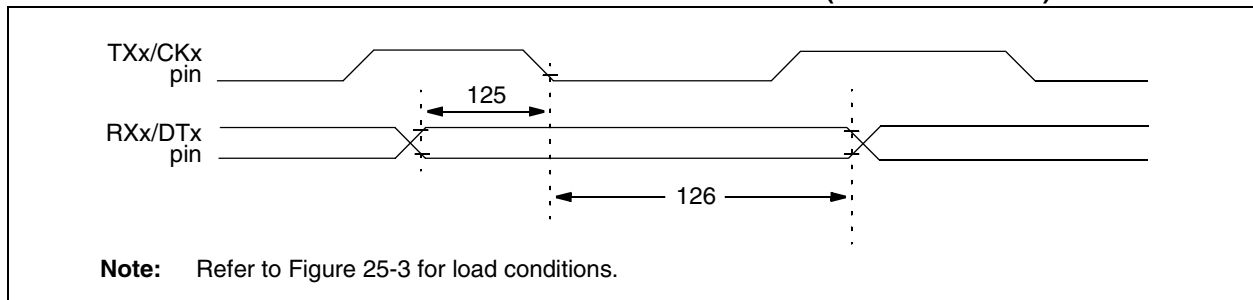 TXx/CKx
pin
125
RXx/DTx
pin
126
Note: Refer to Figure 25-3 for load conditions.